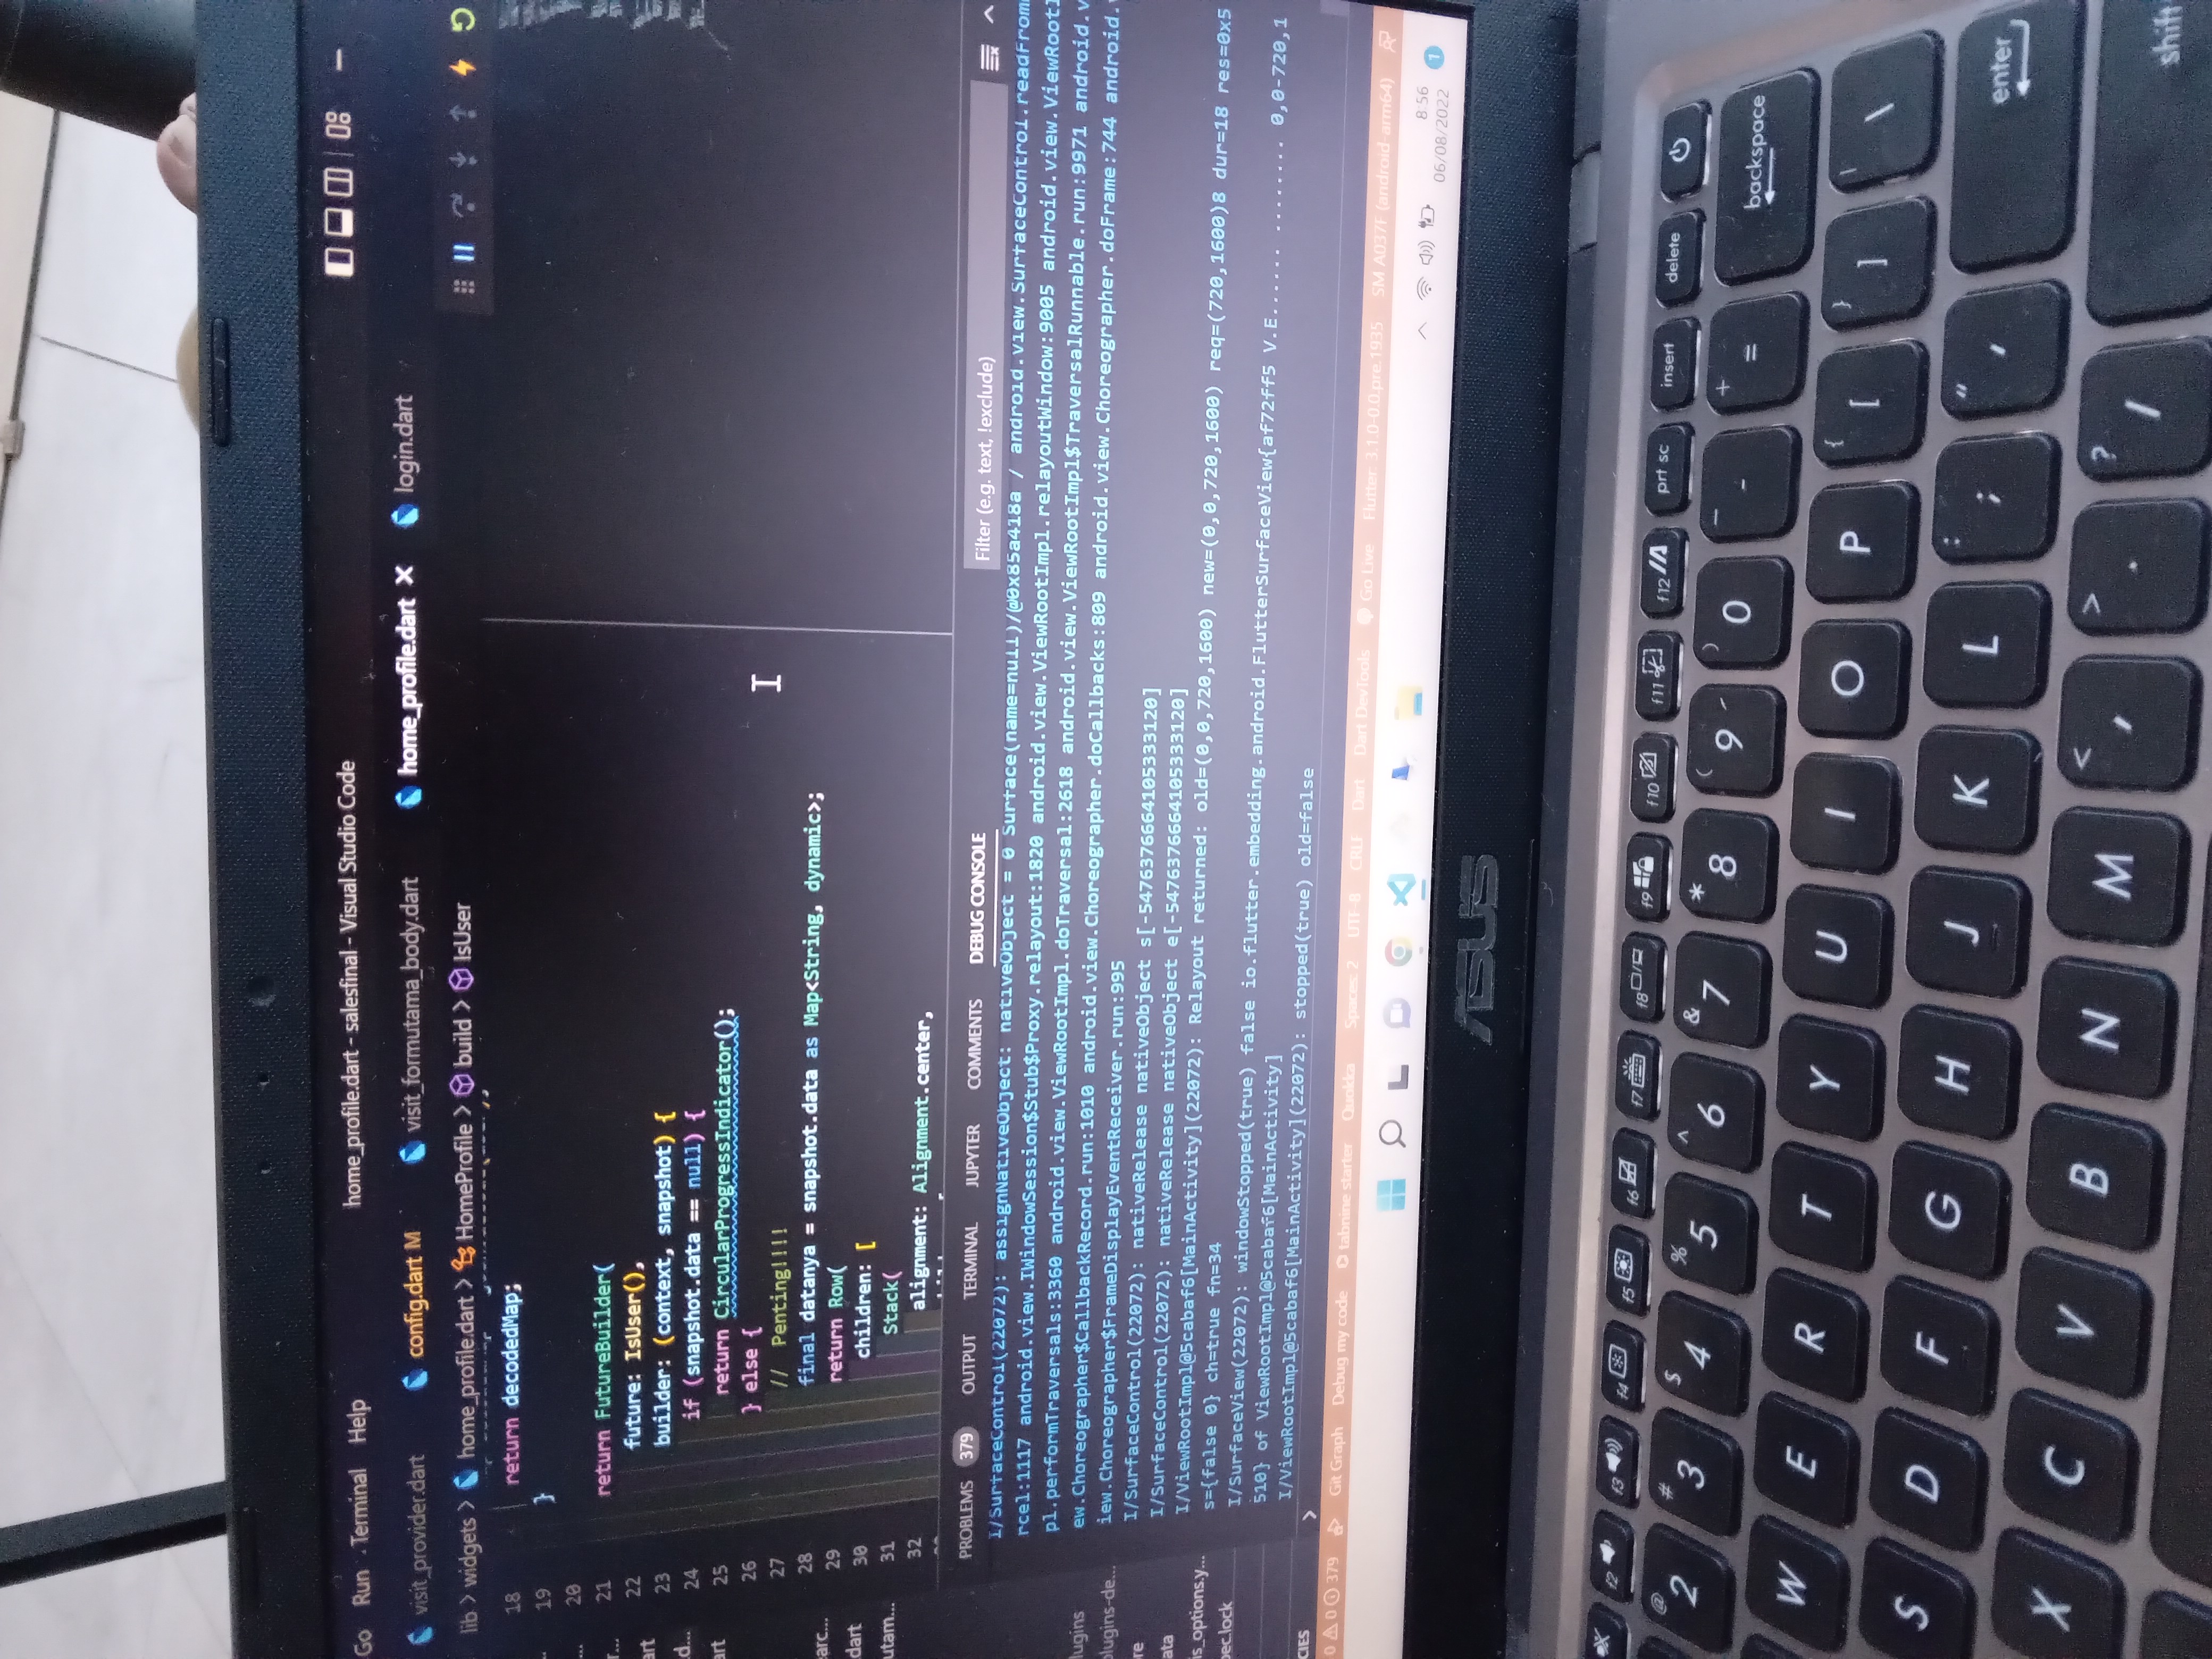 Go Run Terminal Help home_profile.dart - salesfinal - Visual Studio Code
visit_provider.dart config.dart M visit_formutama_body.dart home_profile.dart login.dart
lib > widgets > home_profile.dart > HomeProfile > build > IsUser
18 return decodedMap;
19 }
20
21 return FutureBuilder(
22 future: IsUser(),
23 builder: (context, snapshot) {
24 if (snapshot.data == null) {
25 return CircularProgressIndicator();
26 } else {
27 // Penting!!!!
28 final datanya = snapshot.data as Map<String, dynamic>;
29 return Row(
30 children: [
31 Stack(
32 alignment: Alignment.center,
PROBLEMS 379 OUTPUT TERMINAL JUPYTER COMMENTS DEBUG CONSOLE Filter (e.g. text, !exclude)
I/SurfaceControl(22072): assignNativeObject: nativeObject = 0 Surface(name=null)/@0x85a418a / android.view.SurfaceControl.readFrom
rcel:1117 android.view.IWindowSession$Stub$Proxy.relayout:1820 android.view.ViewRootImpl.relayoutWindow:9005 android.view.ViewRootI
pl.performTraversals:3360 android.view.ViewRootImpl.doTraversal:2618 android.view.ViewRootImpl$TraversalRunnable.run:9971 android.v
ew.Choreographer$CallbackRecord.run:1010 android.view.Choreographer.doCallbacks:809 android.view.Choreographer.doFrame:744 android.
iew.Choreographer$FrameDisplayEventReceiver.run:995
I/SurfaceControl(22072): nativeRelease nativeObject s[-5476376664105333120]
I/SurfaceControl(22072): nativeRelease nativeObject e[-5476376664105333120]
I/ViewRootImpl@5cabaf6[MainActivity](22072): Relayout returned: old=(0,0,720,1600) new=(0,0,720,1600) req=(720,1600)8 dur=18 res=0x5
s={false 0} ch=true fn=34
I/SurfaceView(22072): windowStopped(true) false io.flutter.embedding.android.FlutterSurfaceView{af72ff5 V.E...... ........ 0,0-720,1
510} of ViewRootImpl@5cabaf6[MainActivity]
I/ViewRootImpl@5cabaf6[MainActivity](22072): stopped(true) old=false
>
0 0 379 Git Graph Debug my code tabnine starter Quokka Spaces: 2 UTF-8 CRLF Dart Dart DevTools Go Live Flutter: 3.1.0-0.0.pre.1935 SM A037F (android-arm64)
8:56
06/08/2022 1
ASUS
f2 f3 f4 f5 f6 f7 f8 f9 f10 f11 f12 prt sc insert delete
@ 2 # 3 $ 4 % 5 ^ 6 & 7 * 8 ( 9 ) 0 _ - + = backspace
W E R T Y U I O P { [ } ] | \
S D F G H J K L : ; " ' enter
X C V B N M < , > . ? / shift